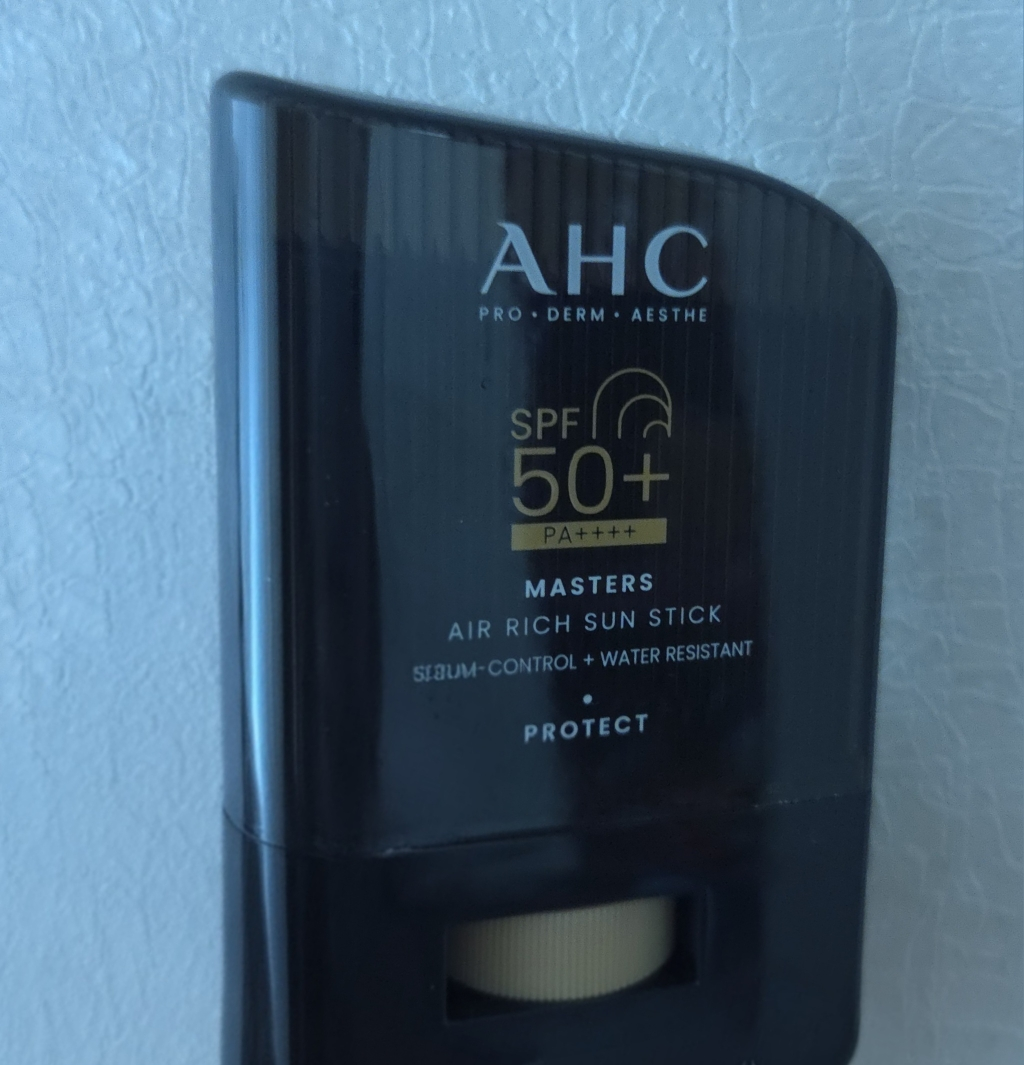 AHC
PRO • DERM • AESTHE
SPF
50+
PA++++
MASTERS
AIR RICH SUN STICK
SEBUM-CONTROL + WATER RESISTANT
•
PROTECT